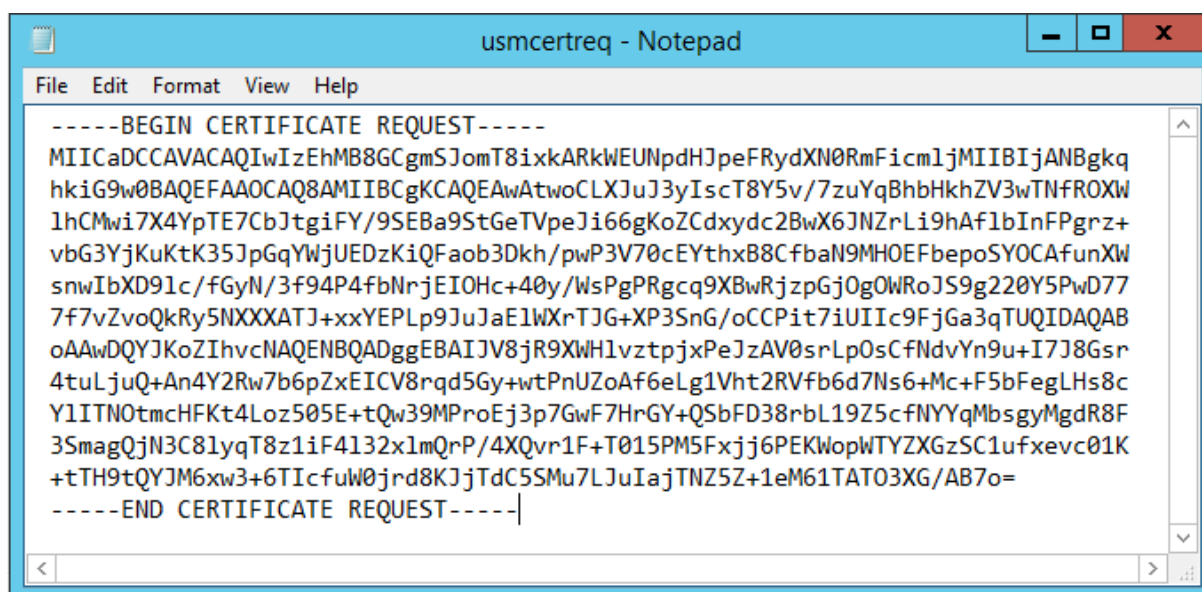 usmcertreq - Notepad
File Edit Format View Help
-----BEGIN CERTIFICATE REQUEST-----
MIICaDCCAVACAQIwIzEhMB8GCgmSJomT8ixkARkWEUNpdHJpeFRydXN0RmFicmljMIIBIjANBgkq
hkiG9w0BAQEFAAOCAQ8AMIIBCgKCAQEAwAtwoCLXJuJ3yIscT8Y5v/7zuYqBhbHkhZV3wTNfROXW
lhCMwi7X4YpTE7CbJtgiFY/9SEBa9StGeTVpeJi66gKoZCdxydc2BwX6JNZrLi9hAflbInFPgrz+
vbG3YjKuKtK35JpGqYWjUEDzKiQFaob3Dkh/pwP3V70cEYthxB8CfbaN9MHOEFbepoSYOCAfunXW
snwIbXD9lc/fGyN/3f94P4fbNrjEIOHc+40y/WsPgPRgcq9XBwRjzpGjOgOWRoJS9g220Y5PwD77
7f7vZvoQkRy5NXXXATJ+xxYEPLp9JuJaElWXrTJG+XP3SnG/oCCPit7iUIIc9FjGa3qTUQIDAQAB
oAAwDQYJKoZIhvcNAQENBQADggEBAIJV8jR9XWHlvztpjxPeJzAV0srLpOsCfNdvYn9u+I7J8Gsr
4tuLjuQ+An4Y2Rw7b6pZxEICV8rqd5Gy+wtPnUZoAf6eLg1Vht2RVfb6d7Ns6+Mc+F5bFegLHs8c
YlITNOtmcHFKt4Loz505E+tQw39MProEj3p7GwF7HrGY+QSbFD38rbL19Z5cfNYYqMbsgyMgdR8F
3SmagQjN3C8lyqT8z1iF4l32xlmQrP/4XQvr1F+T015PM5Fxjj6PEKWopWTYZXGzSC1ufxevc01K
+tTH9tQYJM6xw3+6TIcfuW0jrd8KJjTdC5SMu7LJuIajTNZ5Z+1eM61TATO3XG/AB7o=
-----END CERTIFICATE REQUEST-----